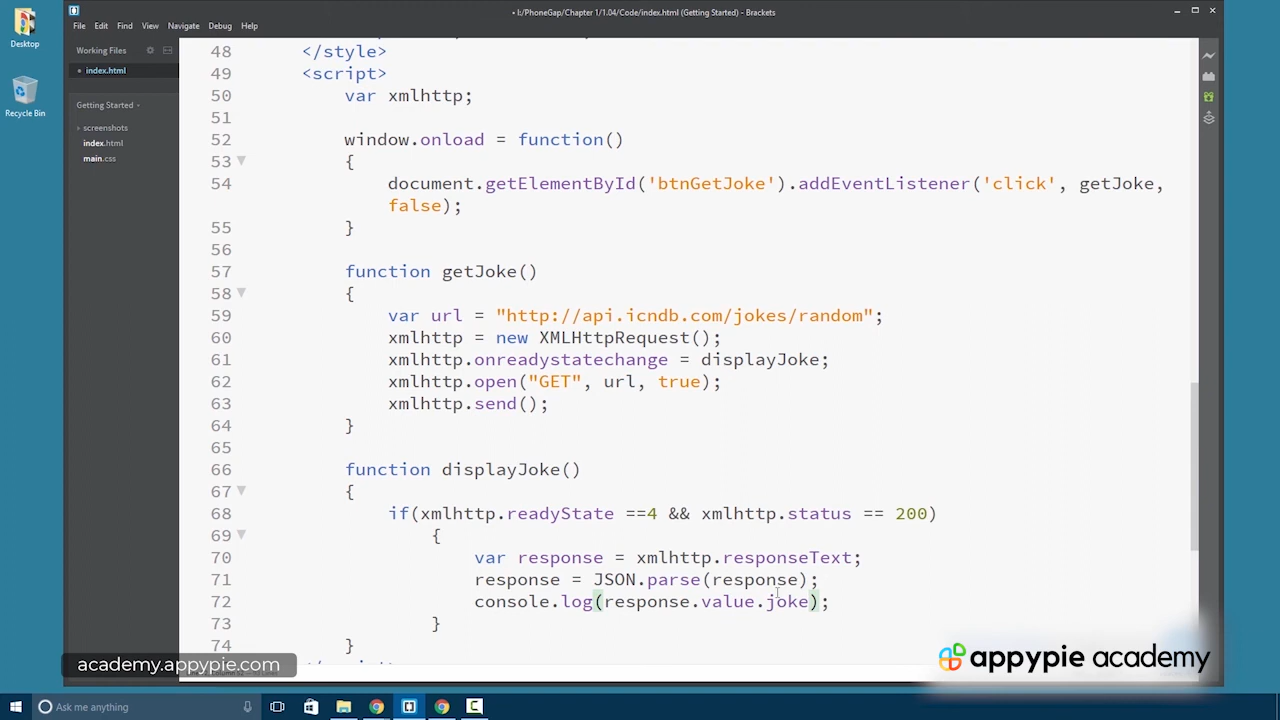 • I:/PhoneGap/Chapter 1/1.04/Code/index.html (Getting Started) - Brackets
File Edit Find View Navigate Debug Help
Desktop
Recycle Bin
Working Files
• index.html
Getting Started
screenshots
index.html
main.css
48 </style>
49 <script>
50 var xmlhttp;
51
52 window.onload = function()
53 {
54 document.getElementById('btnGetJoke').addEventListener('click', getJoke,
false);
55 }
56
57 function getJoke()
58 {
59 var url = "http://api.icndb.com/jokes/random";
60 xmlhttp = new XMLHttpRequest();
61 xmlhttp.onreadystatechange = displayJoke;
62 xmlhttp.open("GET", url, true);
63 xmlhttp.send();
64 }
65
66 function displayJoke()
67 {
68 if(xmlhttp.readyState ==4 && xmlhttp.status == 200)
69 {
70 var response = xmlhttp.responseText;
71 response = JSON.parse(response);
72 console.log(response.value.joke);
73 }
74 }
academy.appypie.com
appypie academy
Ask me anything